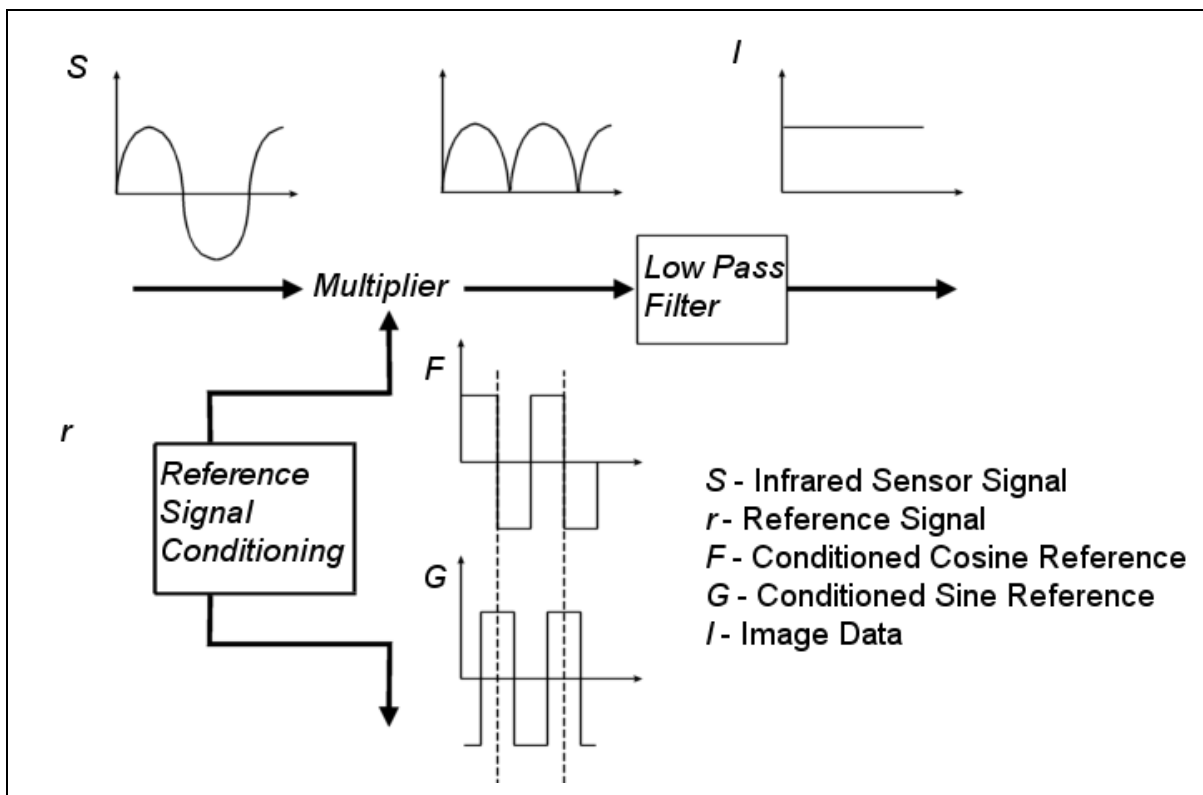 S
I
Multiplier
Low Pass
Filter
F
r
Reference
Signal
Conditioning
G
S - Infrared Sensor Signal
r - Reference Signal
F - Conditioned Cosine Reference
G - Conditioned Sine Reference
I - Image Data